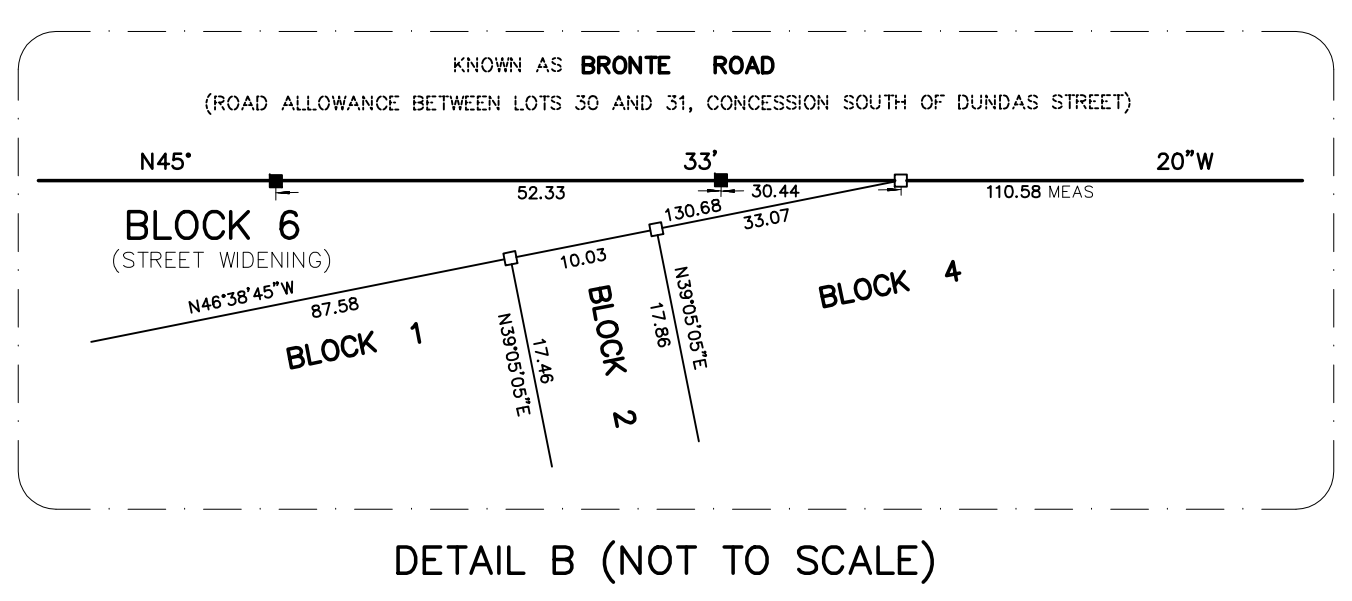 KNOWN AS BRONTE ROAD
(ROAD ALLOWANCE BETWEEN LOTS 30 AND 31, CONCESSION SOUTH OF DUNDAS STREET)
N45° 33' 20"W
52.33 30.44 110.58 MEAS
BLOCK 6
(STREET WIDENING)
130.68
33.07
10.03
N46°38'45"W
87.58
BLOCK 1
N39°05'05"E
17.46
BLOCK 2
17.86
N39°05'05"E
BLOCK 4
DETAIL B (NOT TO SCALE)